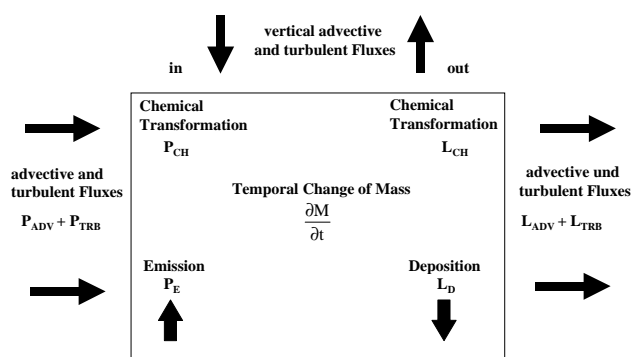 vertical advective
and turbulent Fluxes
in
out
Chemical
Transformation
P_CH
Chemical
Transformation
L_CH
advective and
turbulent Fluxes
P_ADV + P_TRB
Temporal Change of Mass
∂M
∂t
advective und
turbulent Fluxes
L_ADV + L_TRB
Emission
P_E
Deposition
L_D